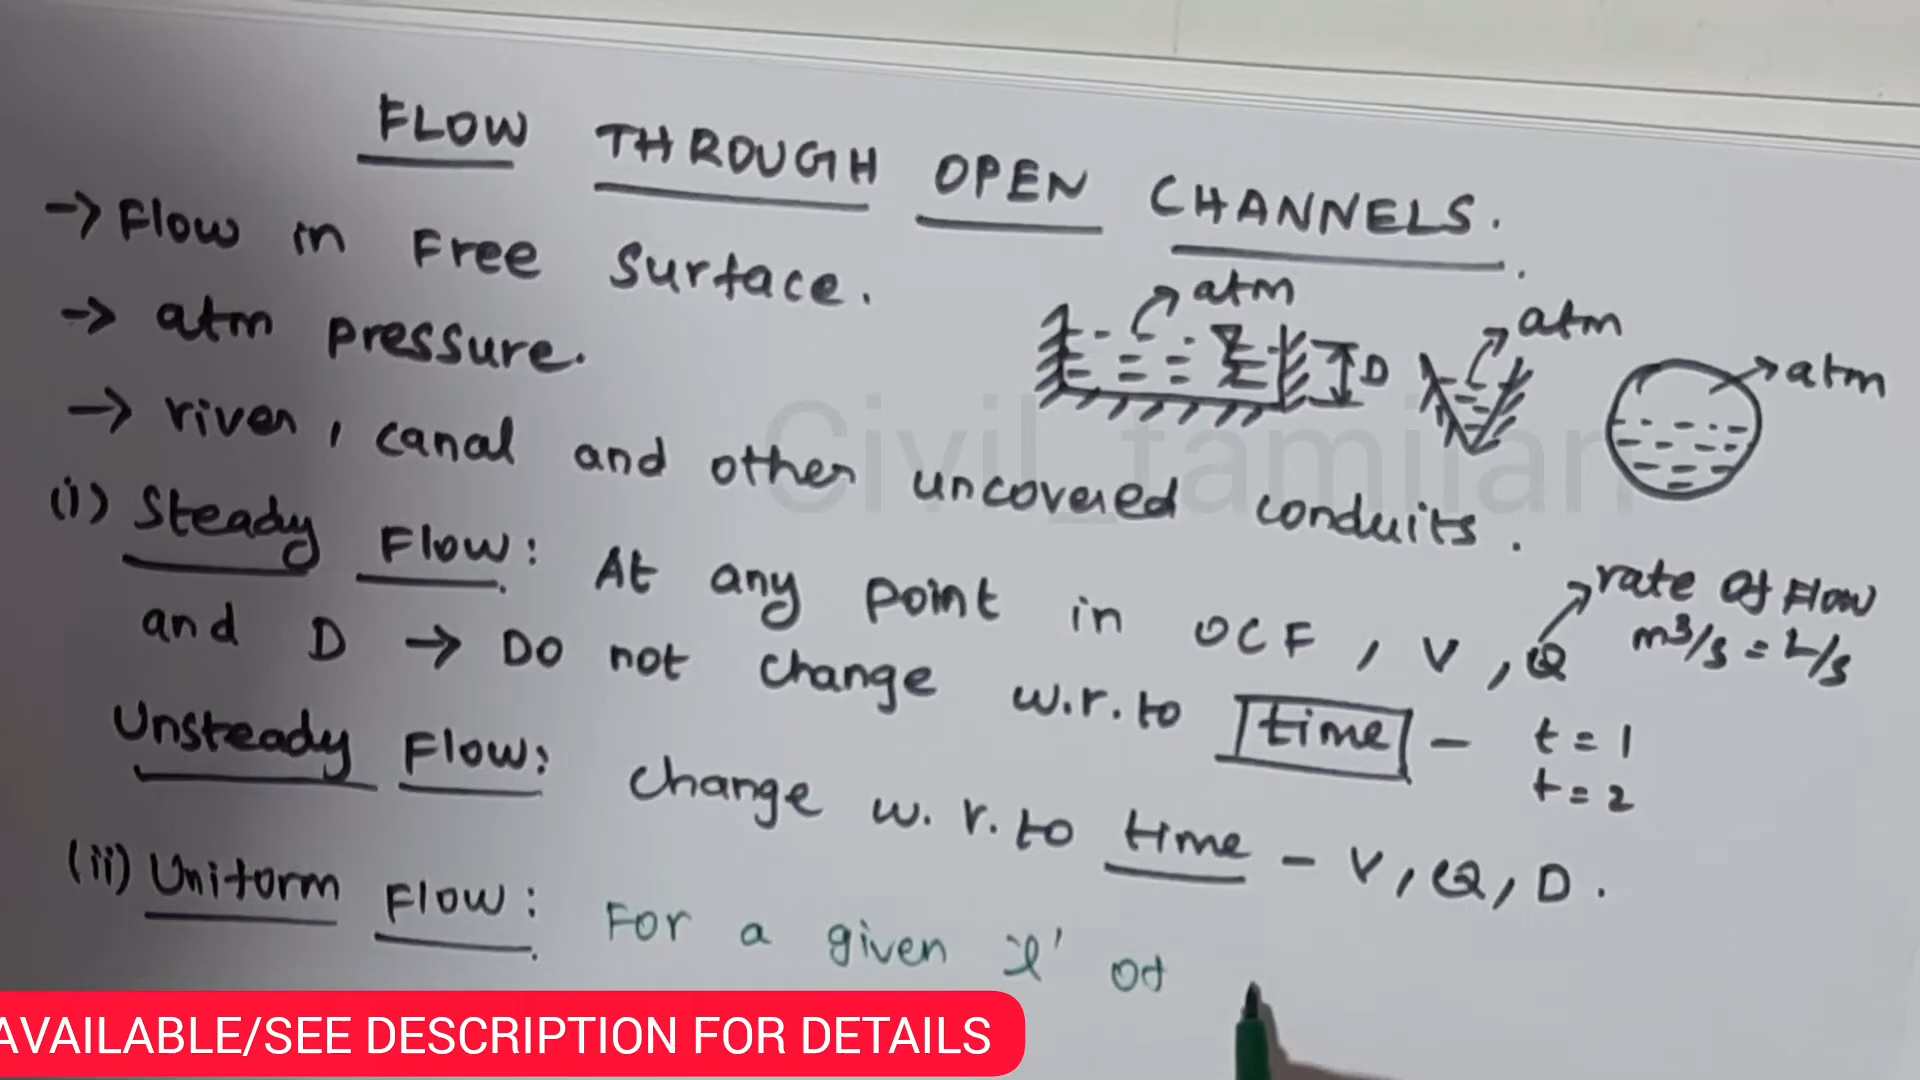 FLOW THROUGH OPEN CHANNELS.
→ Flow in Free Surface.
→ atm pressure.
→ river, canal and other uncovered conduits.
atm
D
atm
atm
(i) Steady Flow: At any point in OCF, V, Q
rate of Flow
m³/s = L/s
and D → Do not change w.r.to time -
t = 1
t = 2
Unsteady Flow: change w.r.to time - V, Q, D.
(ii) Uniform Flow: For a given 'l' of
Civil_tamilan
AVAILABLE/SEE DESCRIPTION FOR DETAILS